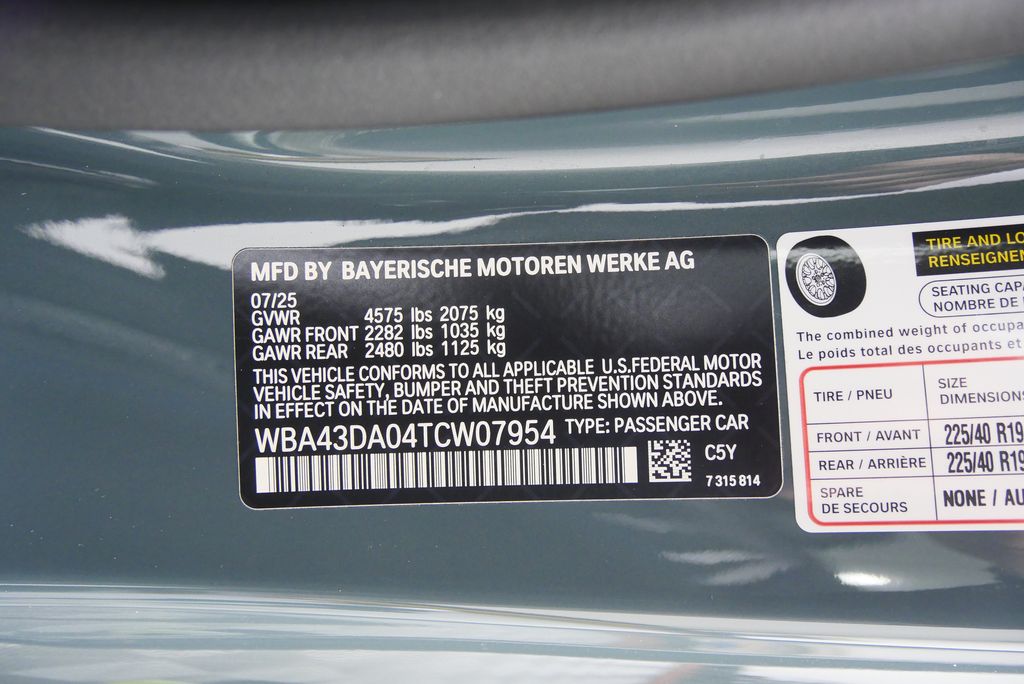 MFD BY BAYERISCHE MOTOREN WERKE AG
07/25
GVWR 4575 lbs 2075 kg
GAWR FRONT 2282 lbs 1035 kg
GAWR REAR 2480 lbs 1125 kg
THIS VEHICLE CONFORMS TO ALL APPLICABLE U.S.FEDERAL MOTOR
VEHICLE SAFETY, BUMPER AND THEFT PREVENTION STANDARDS
IN EFFECT ON THE DATE OF MANUFACTURE SHOWN ABOVE.
WBA43DA04TCW07954 TYPE: PASSENGER CAR
C5Y
7 315 814
TIRE AND LO
RENSEIGNE
SEATING CAPA
NOMBRE DE
The combined weight of occupa
Le poids total des occupants et
TIRE / PNEU SIZE
DIMENSIONS
FRONT / AVANT 225/40 R19
REAR / ARRIÈRE 225/40 R19
SPARE
DE SECOURS NONE / AU